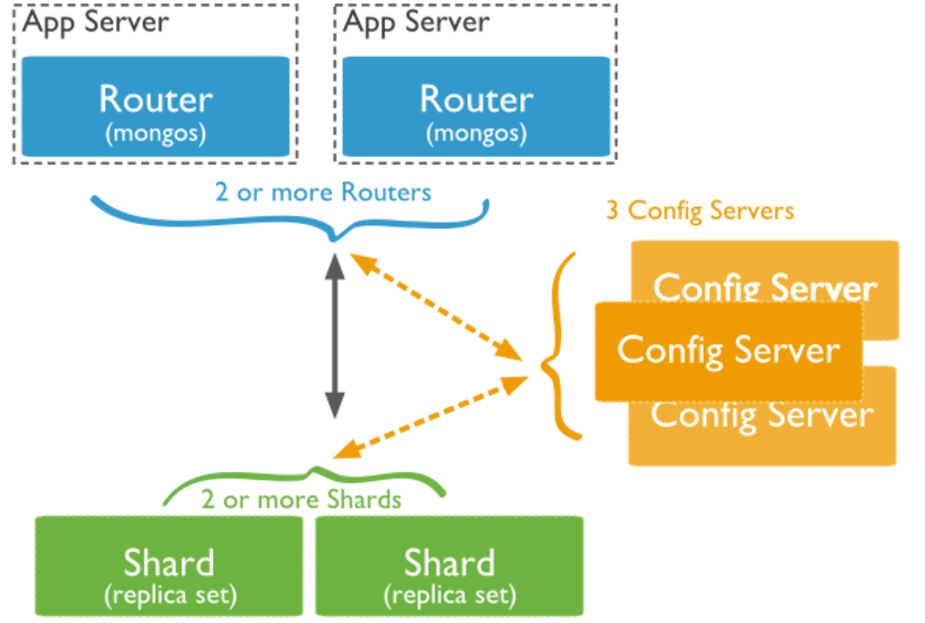 App Server
App Server
Router
(mongos)
Router
(mongos)
2 or more Routers
3 Config Servers
Config Server
Config Server
Config Server
2 or more Shards
Shard
(replica set)
Shard
(replica set)